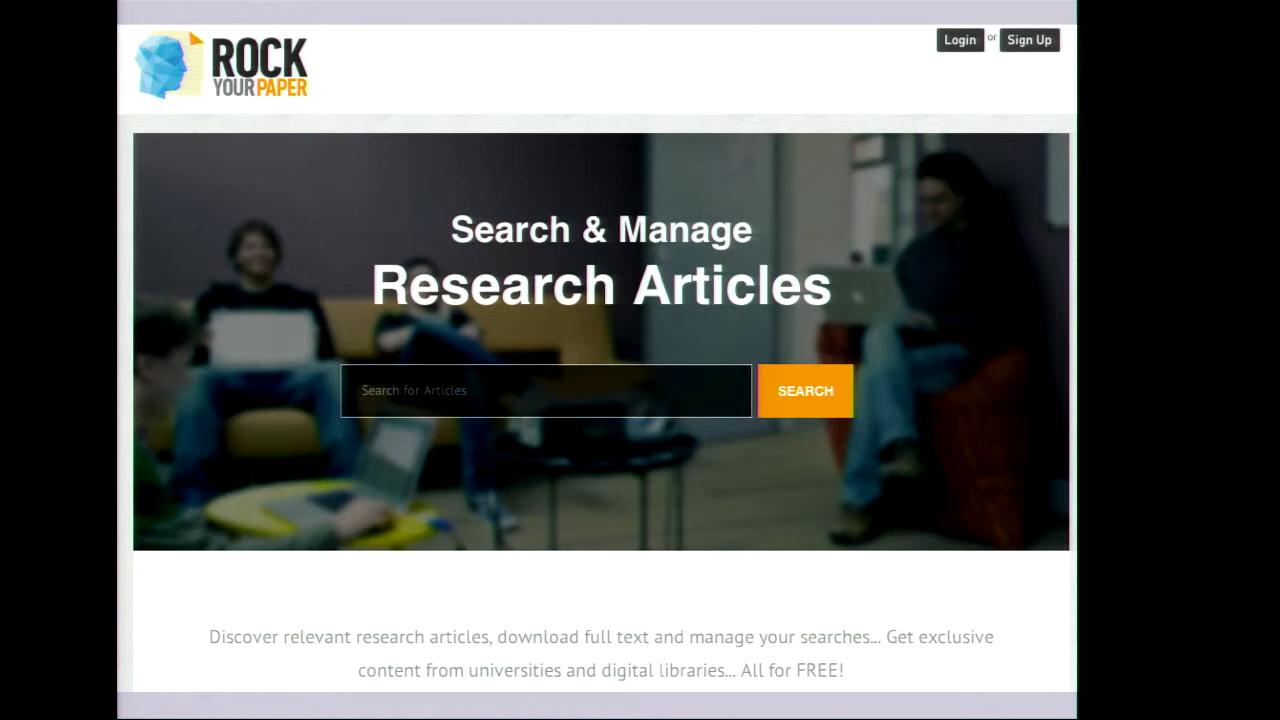 ROCK
YOUR PAPER
Login or Sign Up
Search & Manage
Research Articles
Search for Articles
SEARCH
Discover relevant research articles, download full text and manage your searches... Get exclusive
content from universities and digital libraries... All for FREE!